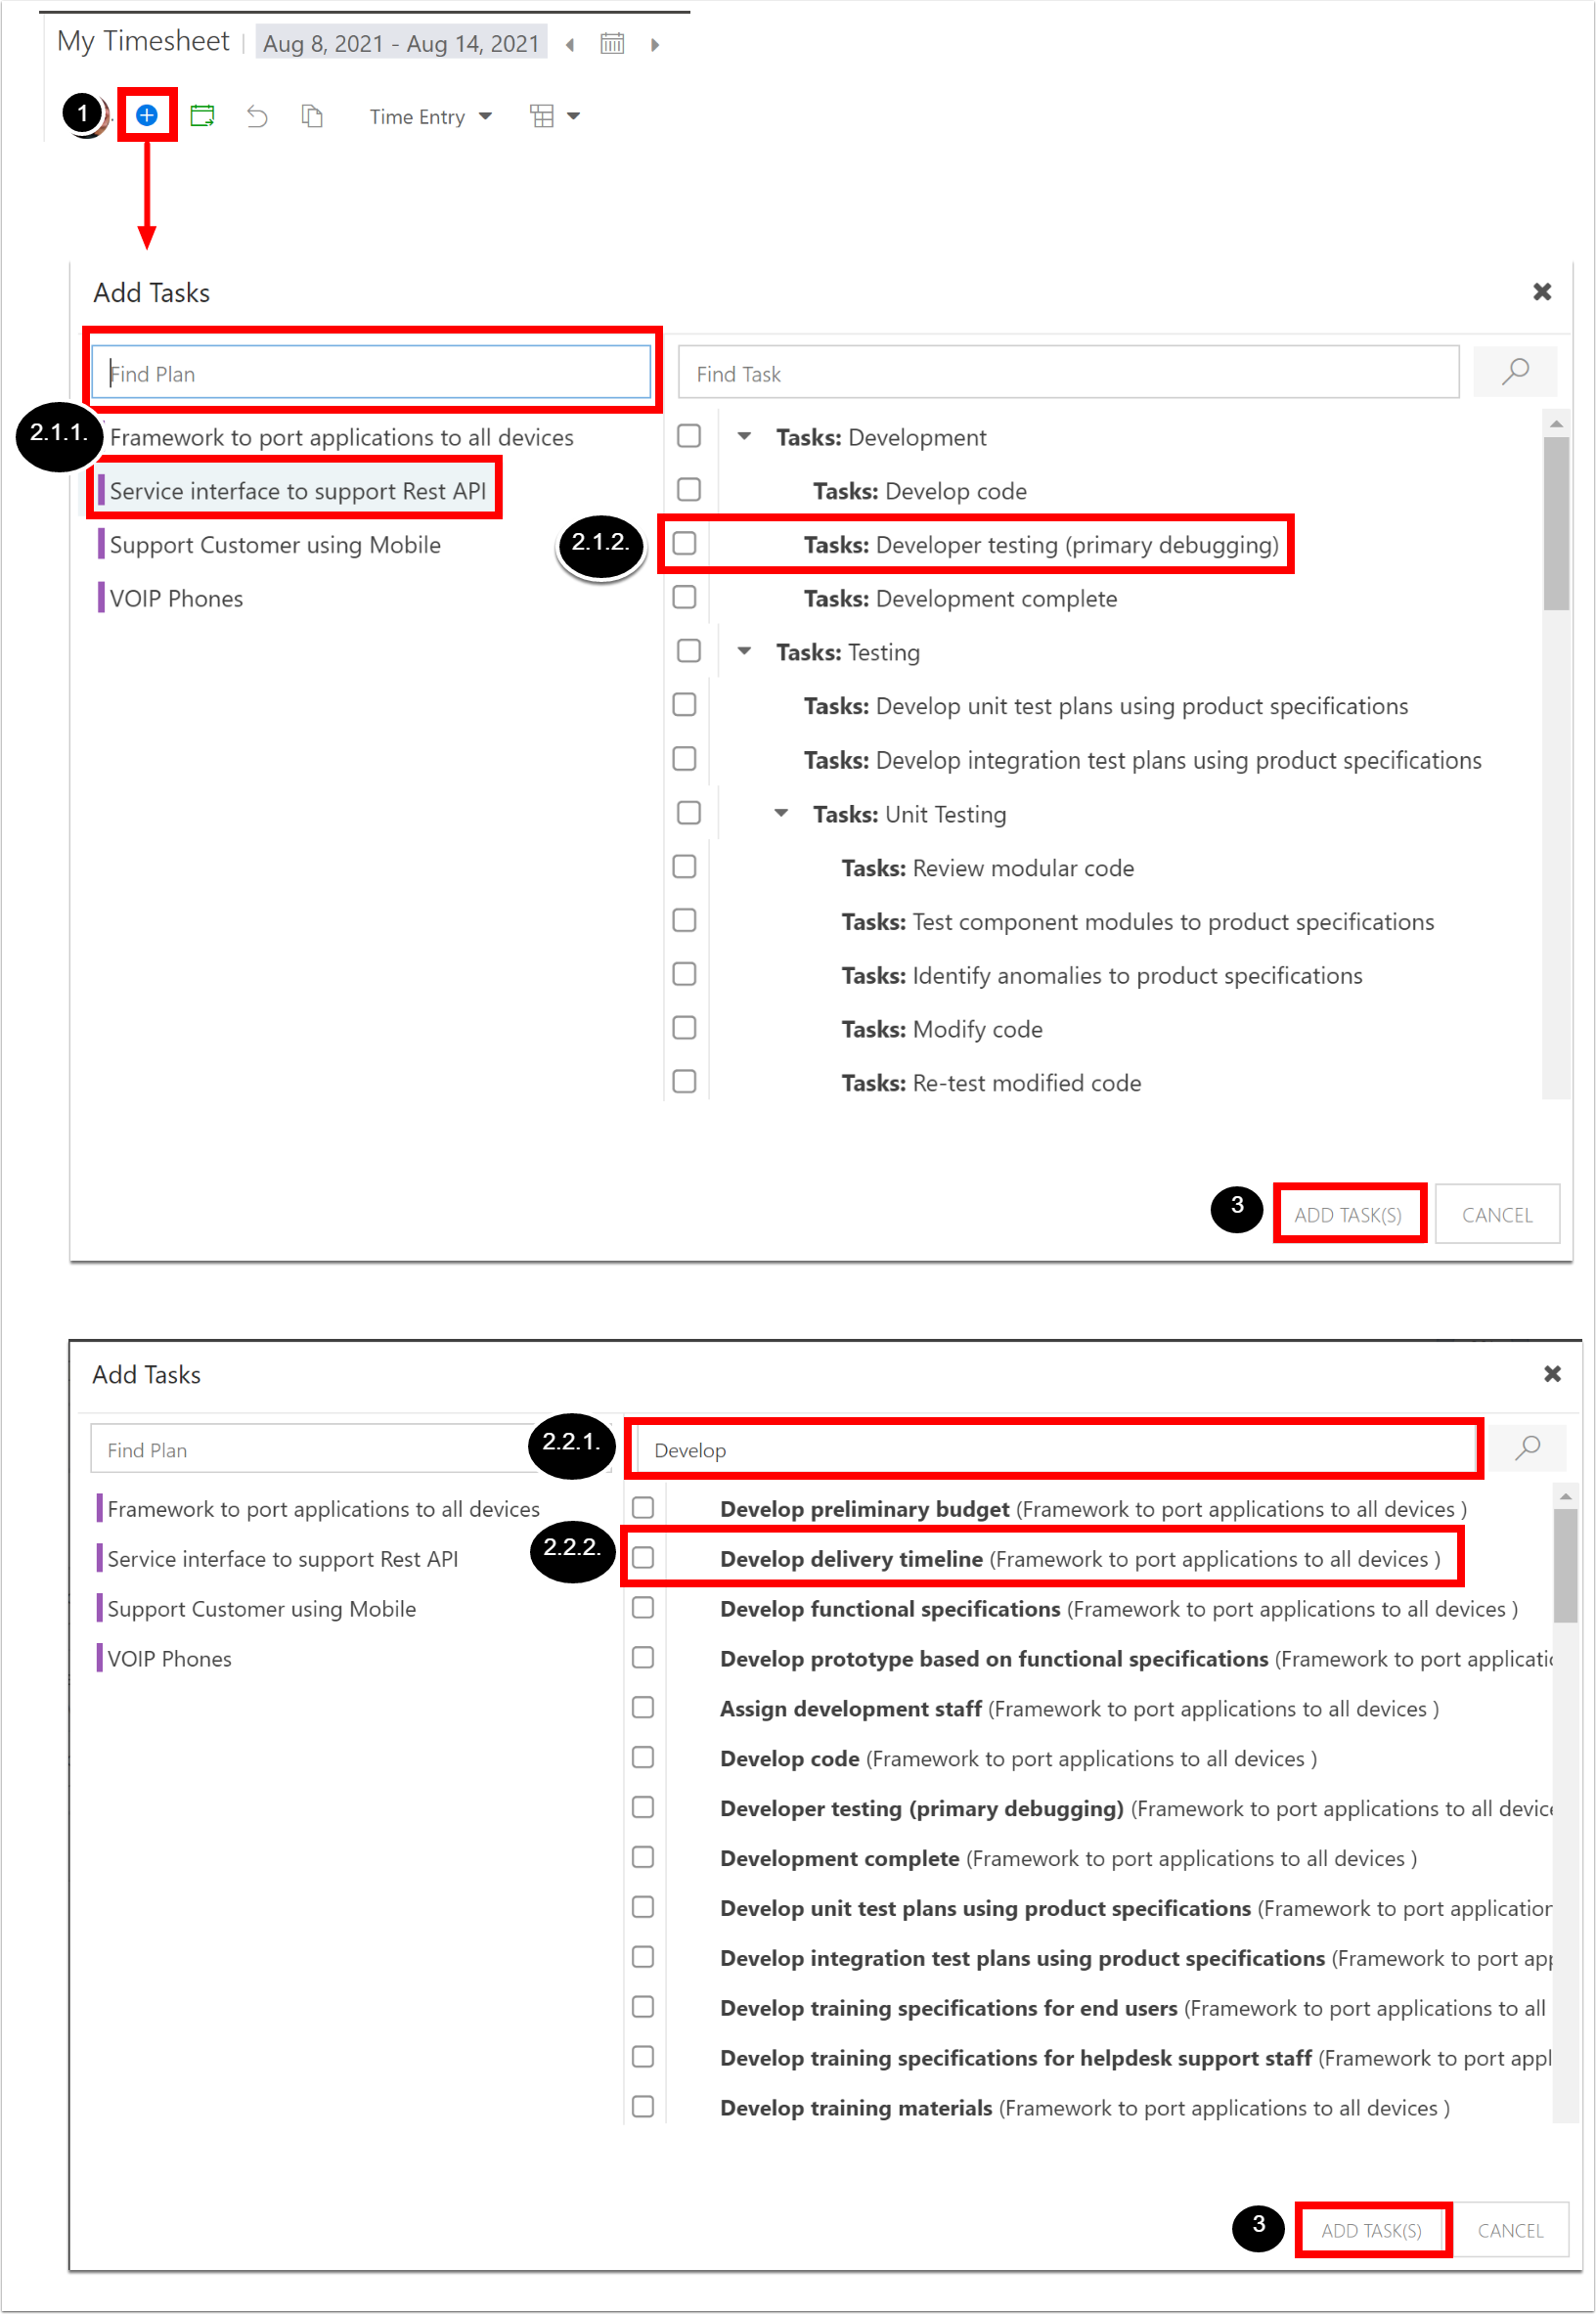 My Timesheet | Aug 8, 2021 - Aug 14, 2021
1 Time Entry
Add Tasks
Find Plan Find Task
2.1.1. Framework to port applications to all devices
Service interface to support Rest API
Support Customer using Mobile
VOIP Phones
Tasks: Development
Tasks: Develop code
2.1.2. Tasks: Developer testing (primary debugging)
Tasks: Development complete
Tasks: Testing
Tasks: Develop unit test plans using product specifications
Tasks: Develop integration test plans using product specifications
Tasks: Unit Testing
Tasks: Review modular code
Tasks: Test component modules to product specifications
Tasks: Identify anomalies to product specifications
Tasks: Modify code
Tasks: Re-test modified code
3 ADD TASK(S) CANCEL
Add Tasks
Find Plan 2.2.1. Develop
Framework to port applications to all devices
Service interface to support Rest API
Support Customer using Mobile
VOIP Phones
Develop preliminary budget (Framework to port applications to all devices )
2.2.2. Develop delivery timeline (Framework to port applications to all devices )
Develop functional specifications (Framework to port applications to all devices )
Develop prototype based on functional specifications (Framework to port
Assign development staff (Framework to port applications to all devices )
Develop code (Framework to port applications to all devices )
Developer testing (primary debugging) (Framework to port applications to all
Development complete (Framework to port applications to all devices )
Develop unit test plans using product specifications (Framework to port
Develop integration test plans using product specifications (Framework to port
Develop training specifications for end users (Framework to port applications to all
Develop training specifications for helpdesk support staff (Framework to port appl
Develop training materials (Framework to port applications to all devices )
3 ADD TASK(S) CANCEL